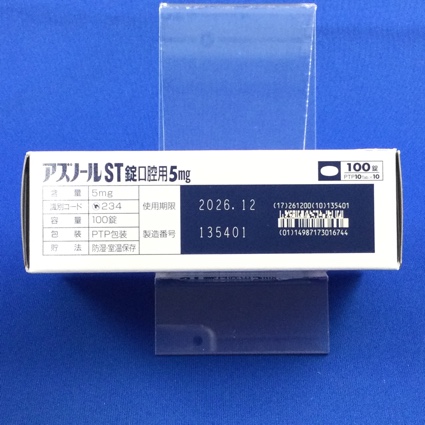 アズノールST錠口腔用5mg
100錠
PTP10錠×10
含量 5mg
識別コード 234
容量 100錠
包装 PTP包装
貯法 防湿・室温保存
使用期限 2026.12
製造番号 135401
(17)261200(10)135401
(01)14987173016744